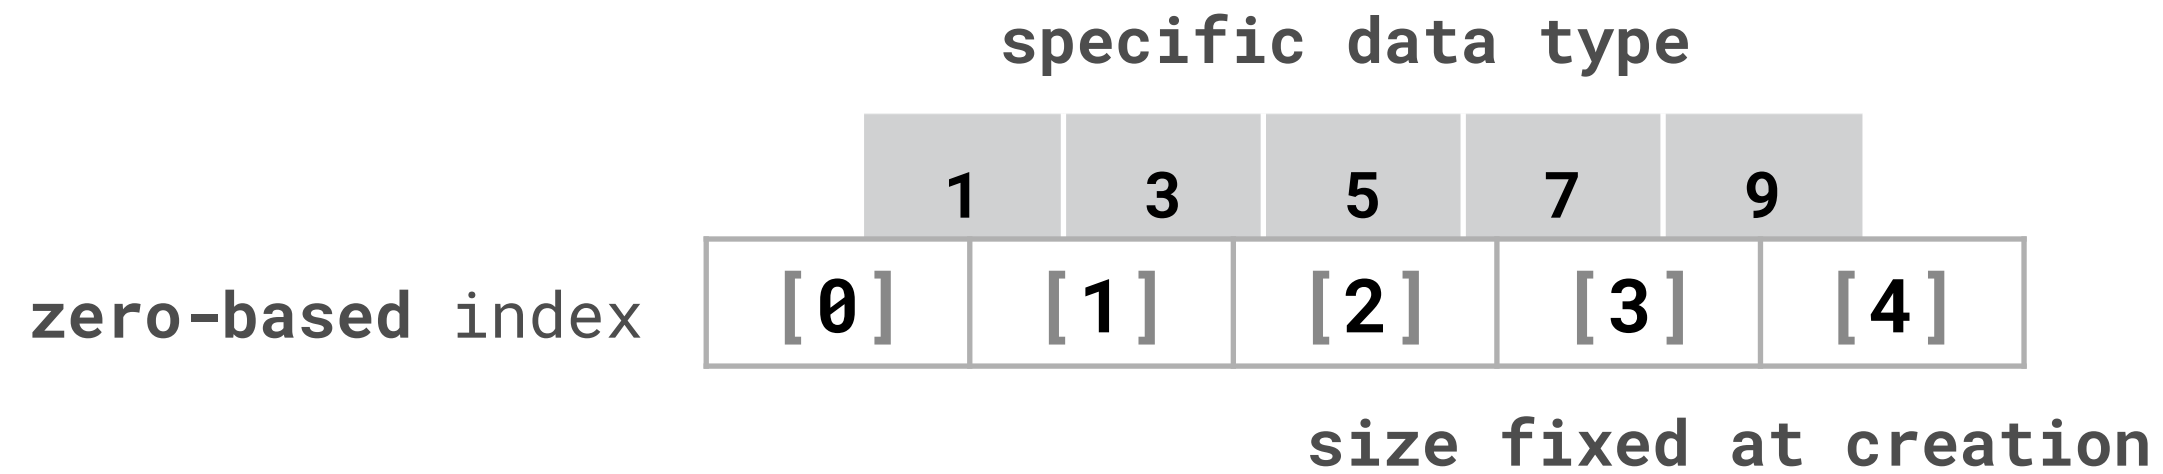 specific data type
1 3 5 7 9
zero-based index [0] [1] [2] [3] [4]
size fixed at creation